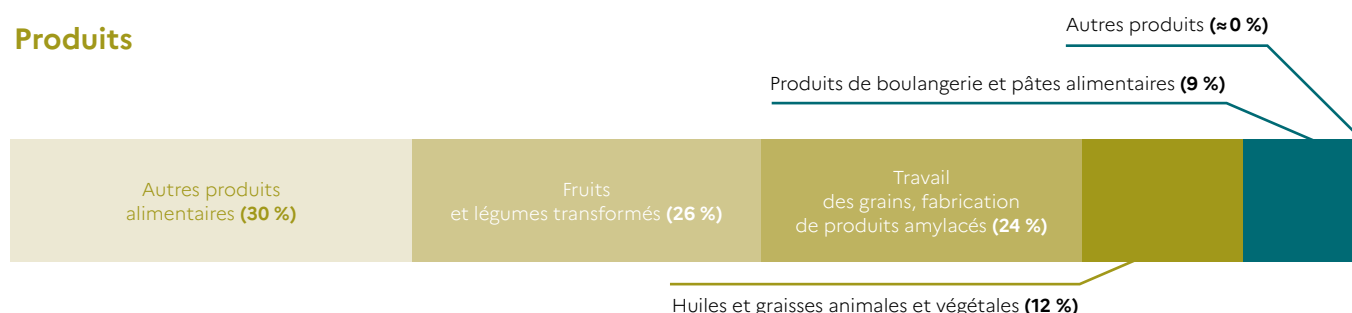 Produits
Autres produits (≈0 %)
Produits de boulangerie et pâtes alimentaires (9 %)
Autres produits
alimentaires (30 %)
Fruits
et légumes transformés (26 %)
Travail
des grains, fabrication
de produits amylacés (24 %)
Huiles et graisses animales et végétales (12 %)